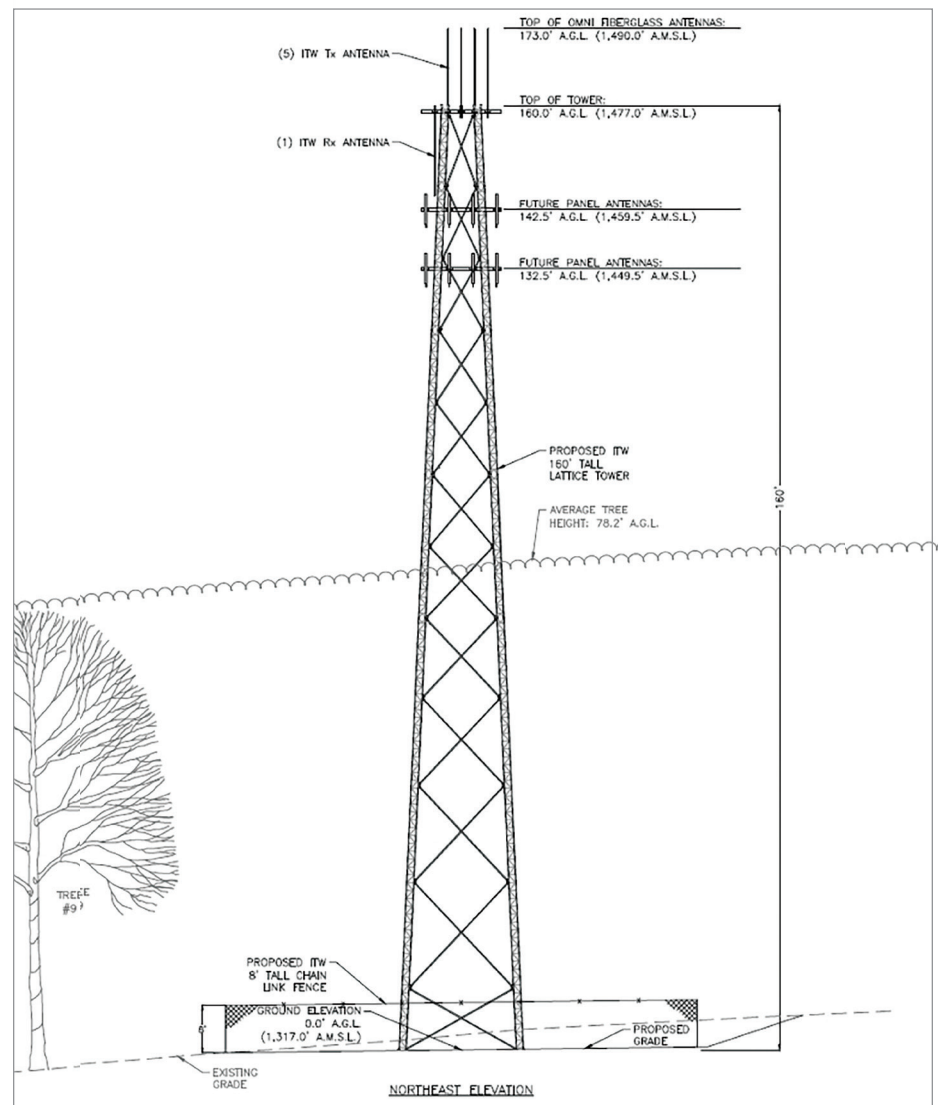 TOP OF OMNI FIBERGLASS ANTENNAS:
173.0' A.G.L. (1,490.0' A.M.S.L.)
(5) ITW Tx ANTENNA
TOP OF TOWER:
160.0' A.G.L. (1,477.0' A.M.S.L.)
(1) ITW Rx ANTENNA
FUTURE PANEL ANTENNAS:
142.5' A.G.L. (1,459.5' A.M.S.L.)
FUTURE PANEL ANTENNAS:
132.5' A.G.L. (1,449.5' A.M.S.L.)
PROPOSED ITW
160' TALL
LATTICE TOWER
160'
AVERAGE TREE
HEIGHT: 78.2' A.G.L.
TREE
#9
PROPOSED ITW
8' TALL CHAIN
LINK FENCE
8'
GROUND ELEVATION
0.0' A.G.L.
(1,317.0' A.M.S.L.)
PROPOSED
GRADE
EXISTING
GRADE
NORTHEAST ELEVATION